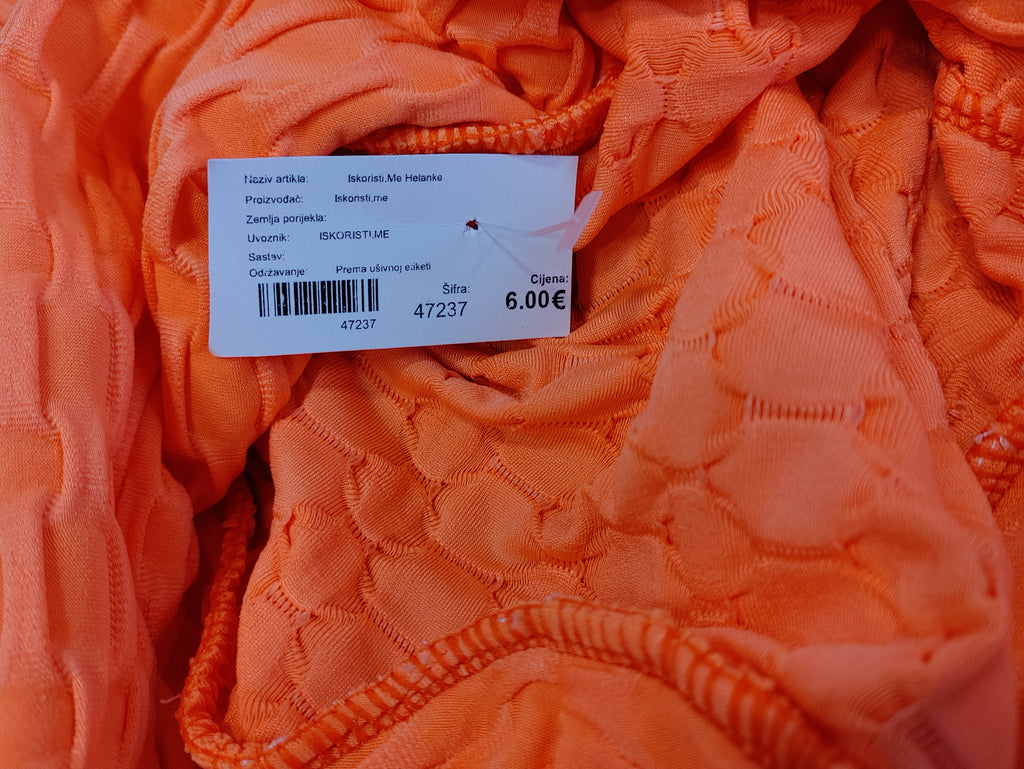 Naziv artikla: Iskoristi.Me Helanke
Proizvođač: Iskoristi.me
Zemlja porijekla:
Uvoznik: ISKORISTI.ME
Sastav:
Održavanje: Prema ušivnoj etiketi
47237
Šifra:
47237
Cijena:
6.00€